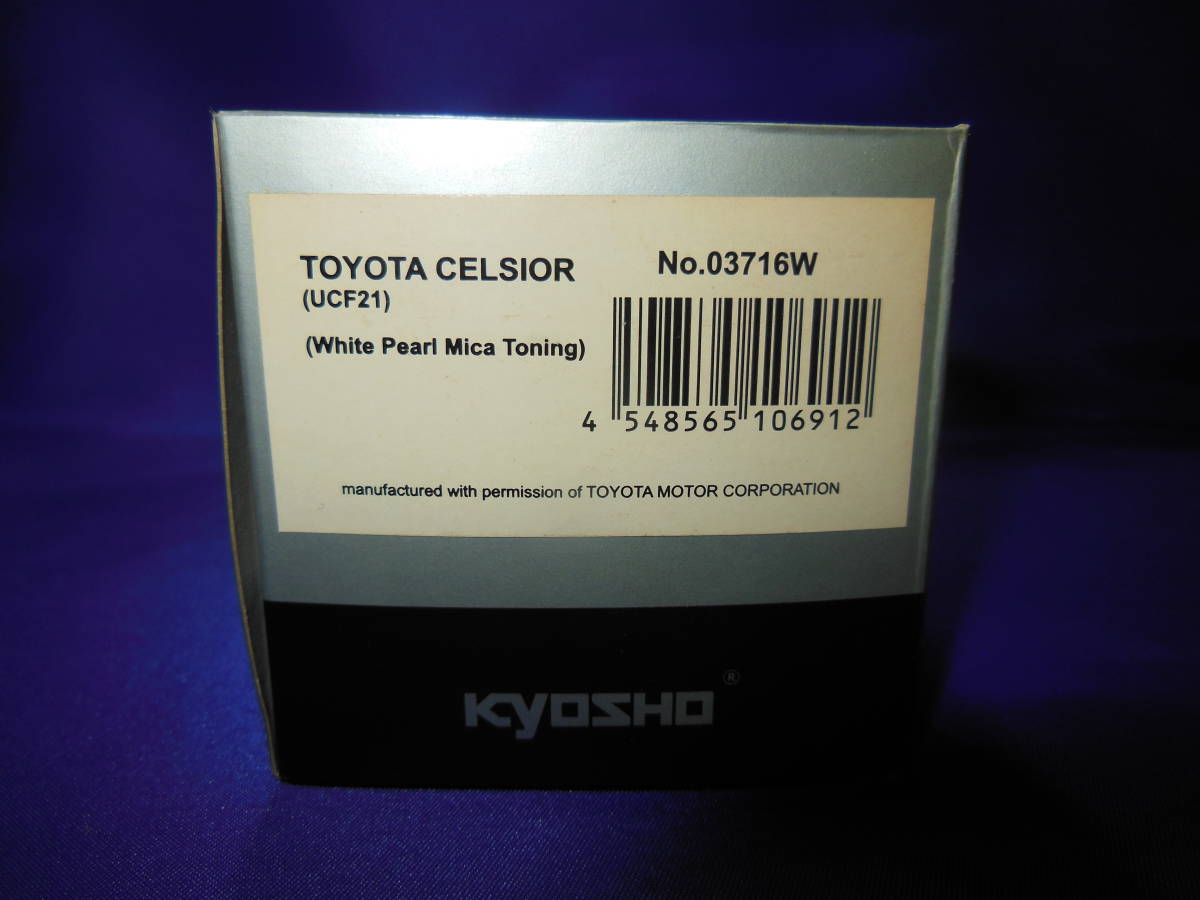 TOYOTA CELSIOR
(UCF21)
(White Pearl Mica Toning)
No.03716W
4 548565 106912
manufactured with permission of TOYOTA MOTOR CORPORATION
KYOSHO®